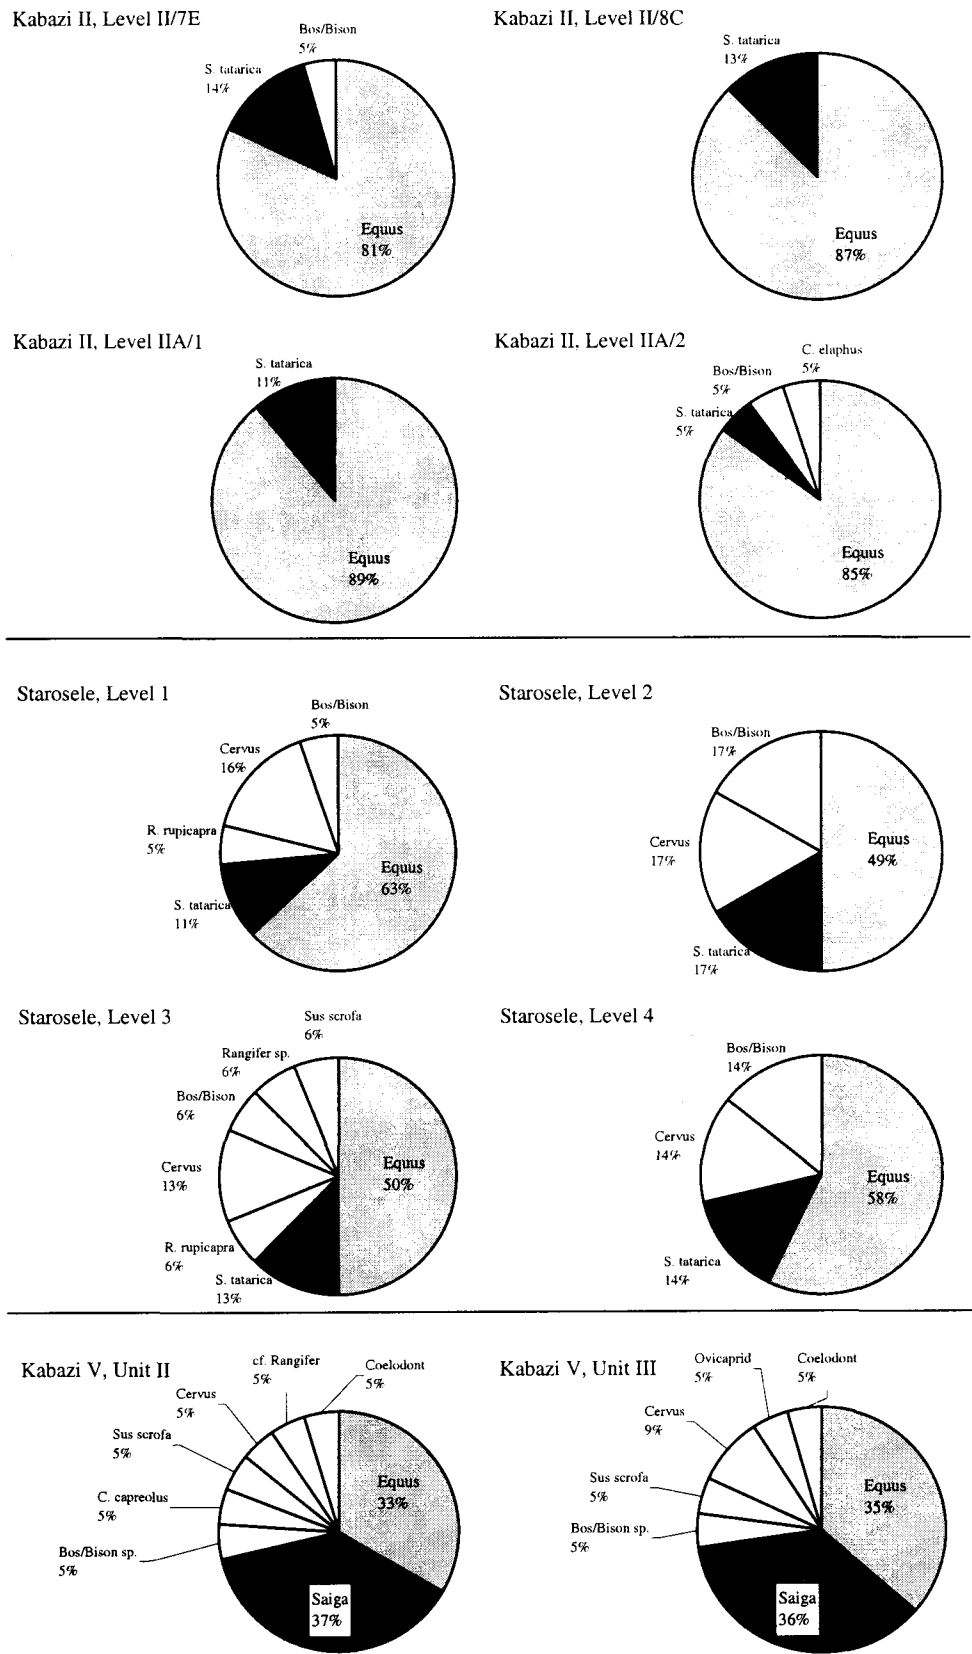 Kabazi II, Level II/7E
Bos/Bison
5%
S. tatarica
14%
Equus
81%
Kabazi II, Level II/8C
S. tatarica
13%
Equus
87%
Kabazi II, Level IIA/1
S. tatarica
11%
Equus
89%
Kabazi II, Level IIA/2
C. elaphus
5%
Bos/Bison
5%
S. tatarica
5%
Equus
85%
Starosele, Level 1
Bos/Bison
5%
Cervus
16%
R. rupicapra
5%
S. tatarica
11%
Equus
63%
Starosele, Level 2
Bos/Bison
17%
Cervus
17%
S. tatarica
17%
Equus
49%
Starosele, Level 3
Sus scrofa
6%
Rangifer sp.
6%
Bos/Bison
6%
Cervus
13%
R. rupicapra
6%
S. tatarica
13%
Equus
50%
Starosele, Level 4
Bos/Bison
14%
Cervus
14%
S. tatarica
14%
Equus
58%
Kabazi V, Unit II
cf. Rangifer
5%
Coelodont
5%
Cervus
5%
Sus scrofa
5%
C. capreolus
5%
Bos/Bison sp.
5%
Equus
33%
Saiga
37%
Kabazi V, Unit III
Ovicaprid
5%
Coelodont
5%
Cervus
9%
Sus scrofa
5%
Bos/Bison sp.
5%
Equus
35%
Saiga
36%